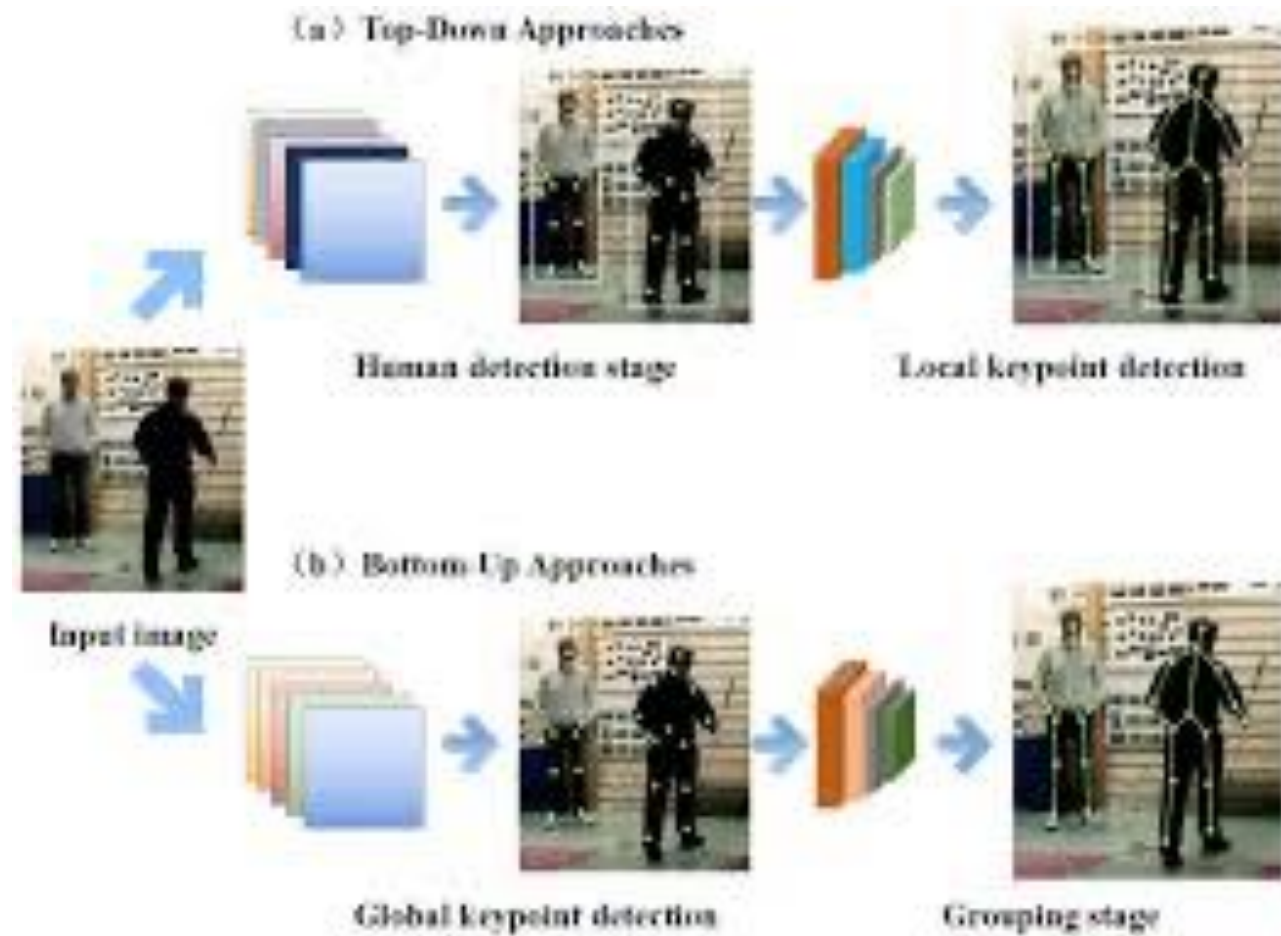 (a) Top-Down Approaches
Human detection stage
Local keypoint detection
Input image
(b) Bottom-Up Approaches
Global keypoint detection
Grouping stage